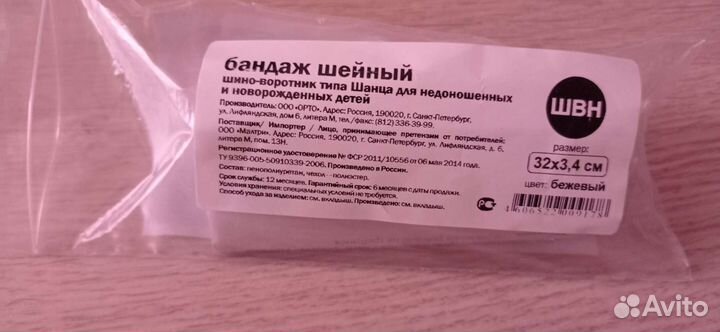 бандаж шейный
шино-воротник типа Шанца для недоношенных
и новорожденных детей
Производитель: ООО «ОРТО», Адрес: Россия, 190020, г. Санкт-Петербург,
ул. Лифляндская, дом 6, литера М, тел./факс: (812) 336-39-99.
Поставщик/ Импортер / Лицо, принимающее претензии от потребителей:
ООО «Малтри», Адрес: Россия, 190020, г. Санкт-Петербург, ул. Лифляндская, д. 6,
литера М, пом. 13Н.
Регистрационное удостоверение № ФСР 2011/10556 от 06 мая 2014 года.
ТУ 9396-005-50910339-2006. Произведено в России.
Состав: пенополиуретан, чехол - полиэстер.
Срок службы: 12 месяцев. Гарантийный срок: 6 месяцев с даты продажи.
Условия хранения: специальных условий не требуется.
Способ ухода за изделием: см. вкладыш. Произведено: см. вкладыш.
ШВН
размер:
32х3,4 см
цвет: бежевый
4606522009178
Avito